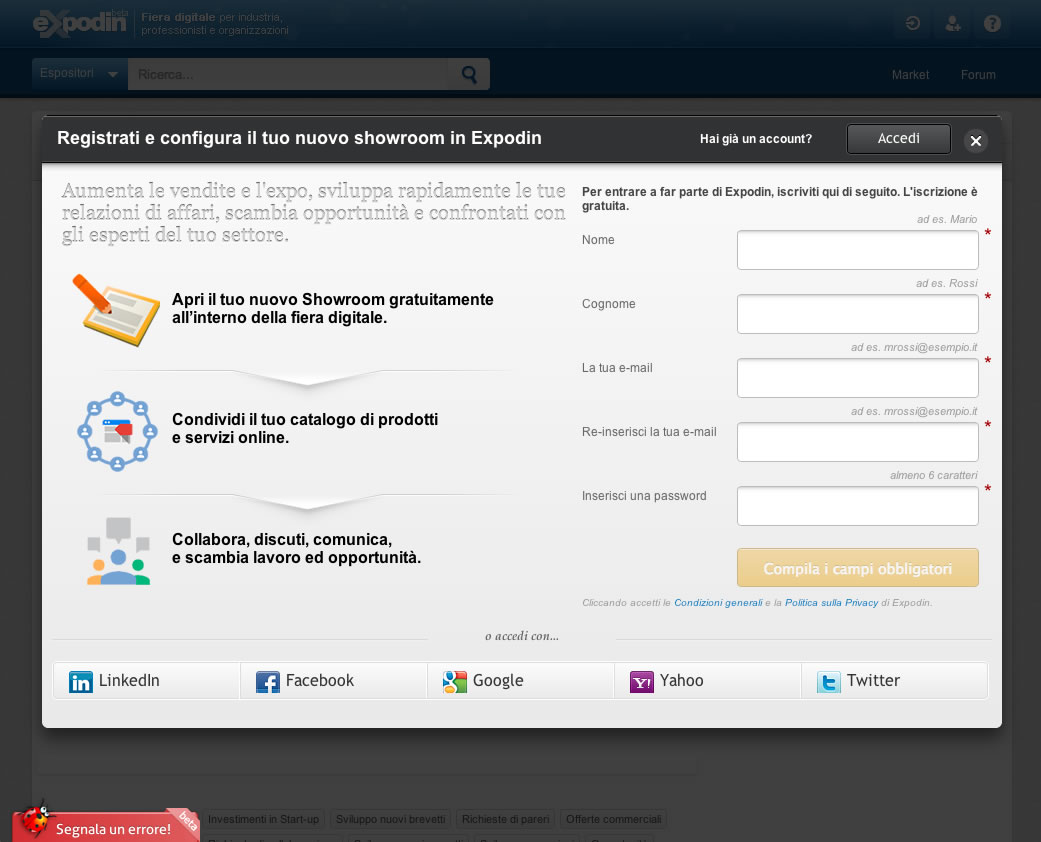 expodin beta
Fiera digitale per industria,
professionisti e organizzazioni
Espositori
Ricerca...
Market
Forum
Registrati e configura il tuo nuovo showroom in Expodin
Hai già un account?
Accedi
Aumenta le vendite e l'expo, sviluppa rapidamente le tue
relazioni di affari, scambia opportunità e confrontati con
gli esperti del tuo settore.
Apri il tuo nuovo Showroom gratuitamente
all’interno della fiera digitale.
Condividi il tuo catalogo di prodotti
e servizi online.
Collabora, discuti, comunica,
e scambia lavoro ed opportunità.
Per entrare a far parte di Expodin, iscriviti qui di seguito. L'iscrizione è
gratuita.
ad es. Mario
Nome *
ad es. Rossi
Cognome *
ad es. mrossi@esempio.it
La tua e-mail *
ad es. mrossi@esempio.it
Re-inserisci la tua e-mail *
almeno 6 caratteri
Inserisci una password *
Compila i campi obbligatori
Cliccando accetti le Condizioni generali e la Politica sulla Privacy di Expodin.
o accedi con...
LinkedIn
Facebook
Google
Yahoo
Twitter
Segnala un errore!
beta
Investimenti in Start-up
Sviluppo nuovi brevetti
Richieste di pareri
Offerte commerciali